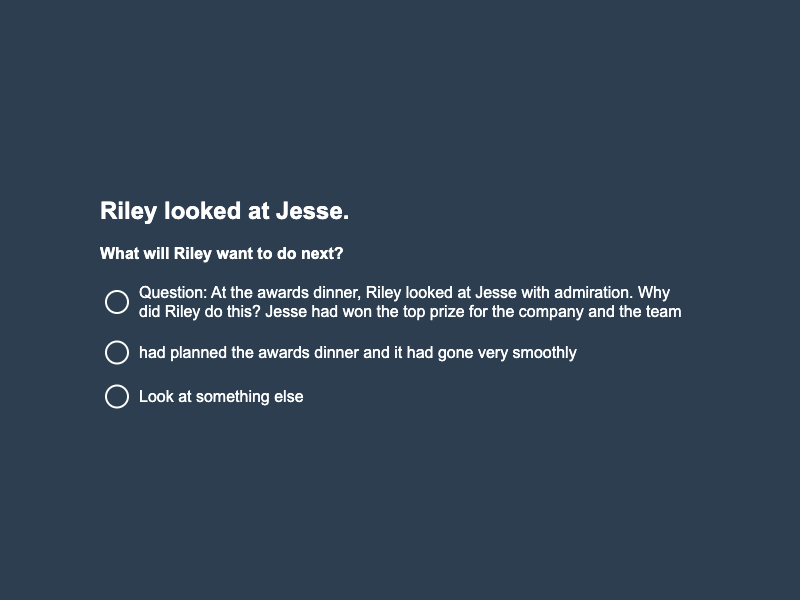 Riley looked at Jesse.
What will Riley want to do next?
Question: At the awards dinner, Riley looked at Jesse with admiration. Why
did Riley do this? Jesse had won the top prize for the company and the team
had planned the awards dinner and it had gone very smoothly
Look at something else